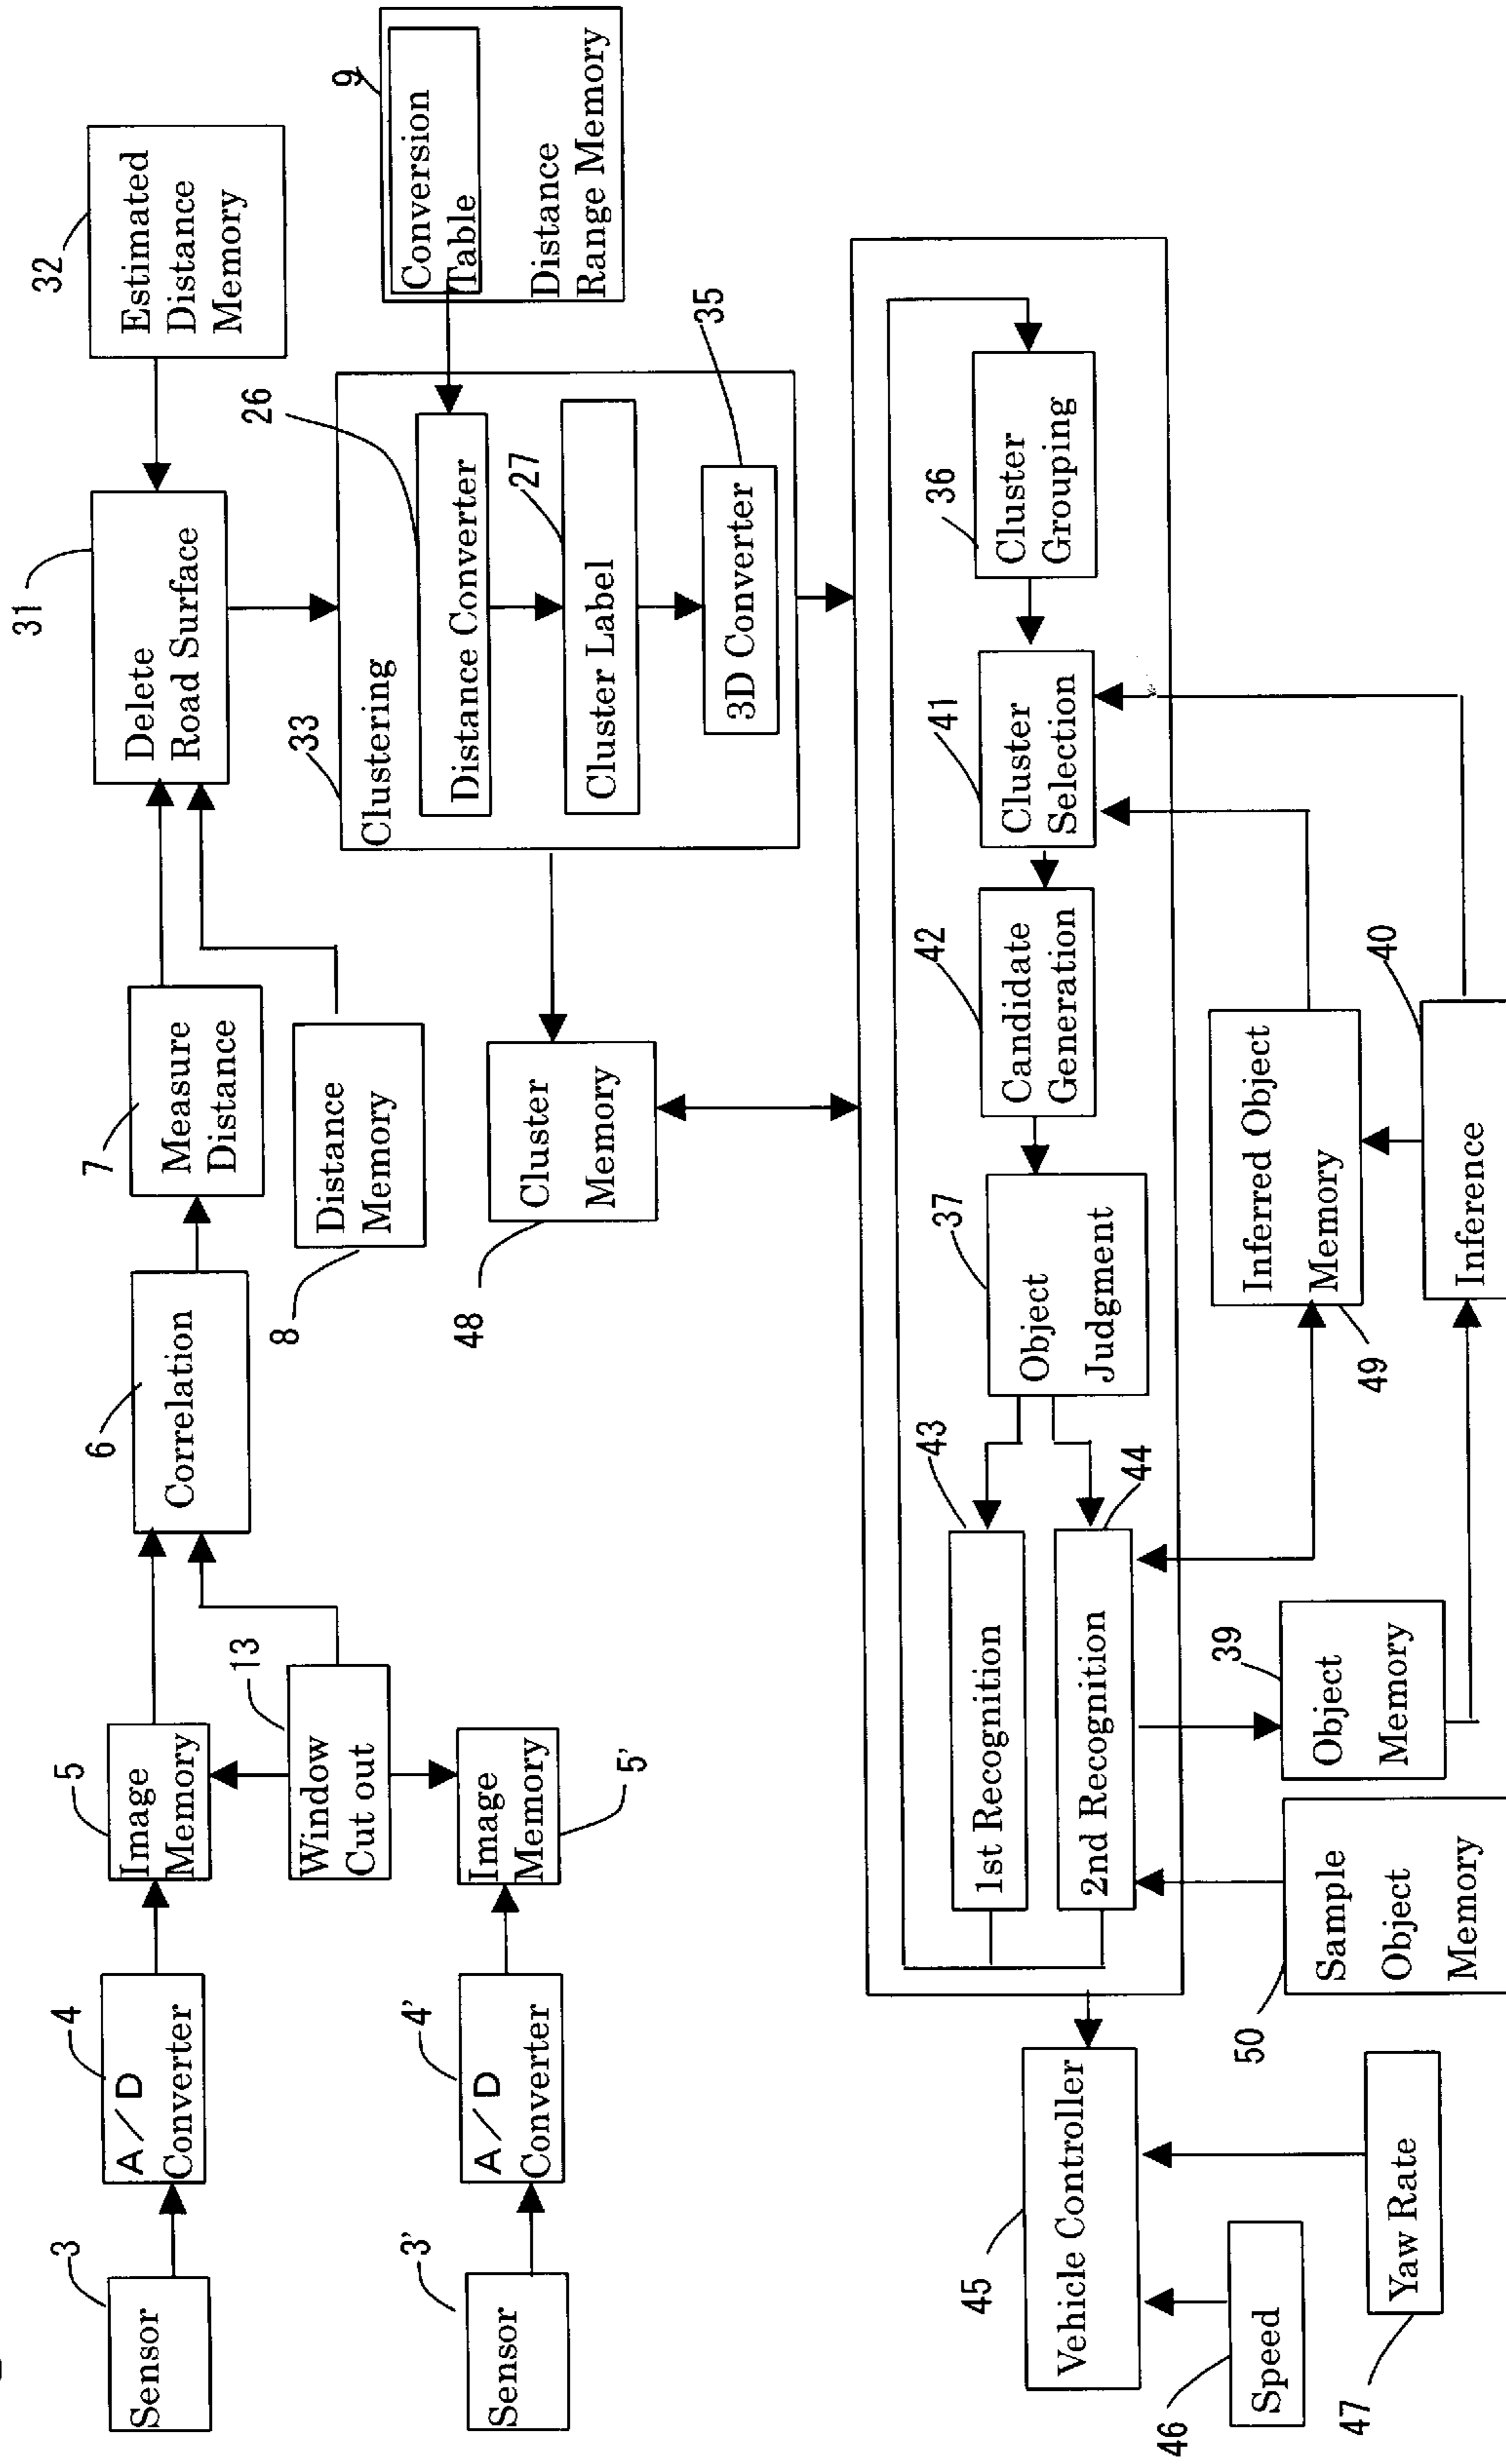 3
Sensor
4
A/D
Converter
5
Image
Memory
13
Window
Cut out
6
Correlation
7
Measure
Distance
8
Distance
Memory
31
Delete
Road Surface
32
Estimated
Distance
Memory
3'
Sensor
4'
A/D
Converter
Image
Memory
5'
48
Cluster
Memory
33
Clustering
26
Distance Converter
27
Cluster Label
35
3D Converter
9
Conversion
Table
Distance
Range Memory
45
Vehicle Controller
46
Speed
47
Yaw Rate
43
1st Recognition
44
2nd Recognition
37
Object
Judgment
42
Candidate
Generation
41
Cluster
Selection
36
Cluster
Grouping
50
Sample
Object
Memory
39
Object
Memory
49
Inferred Object
Memory
40
Inference